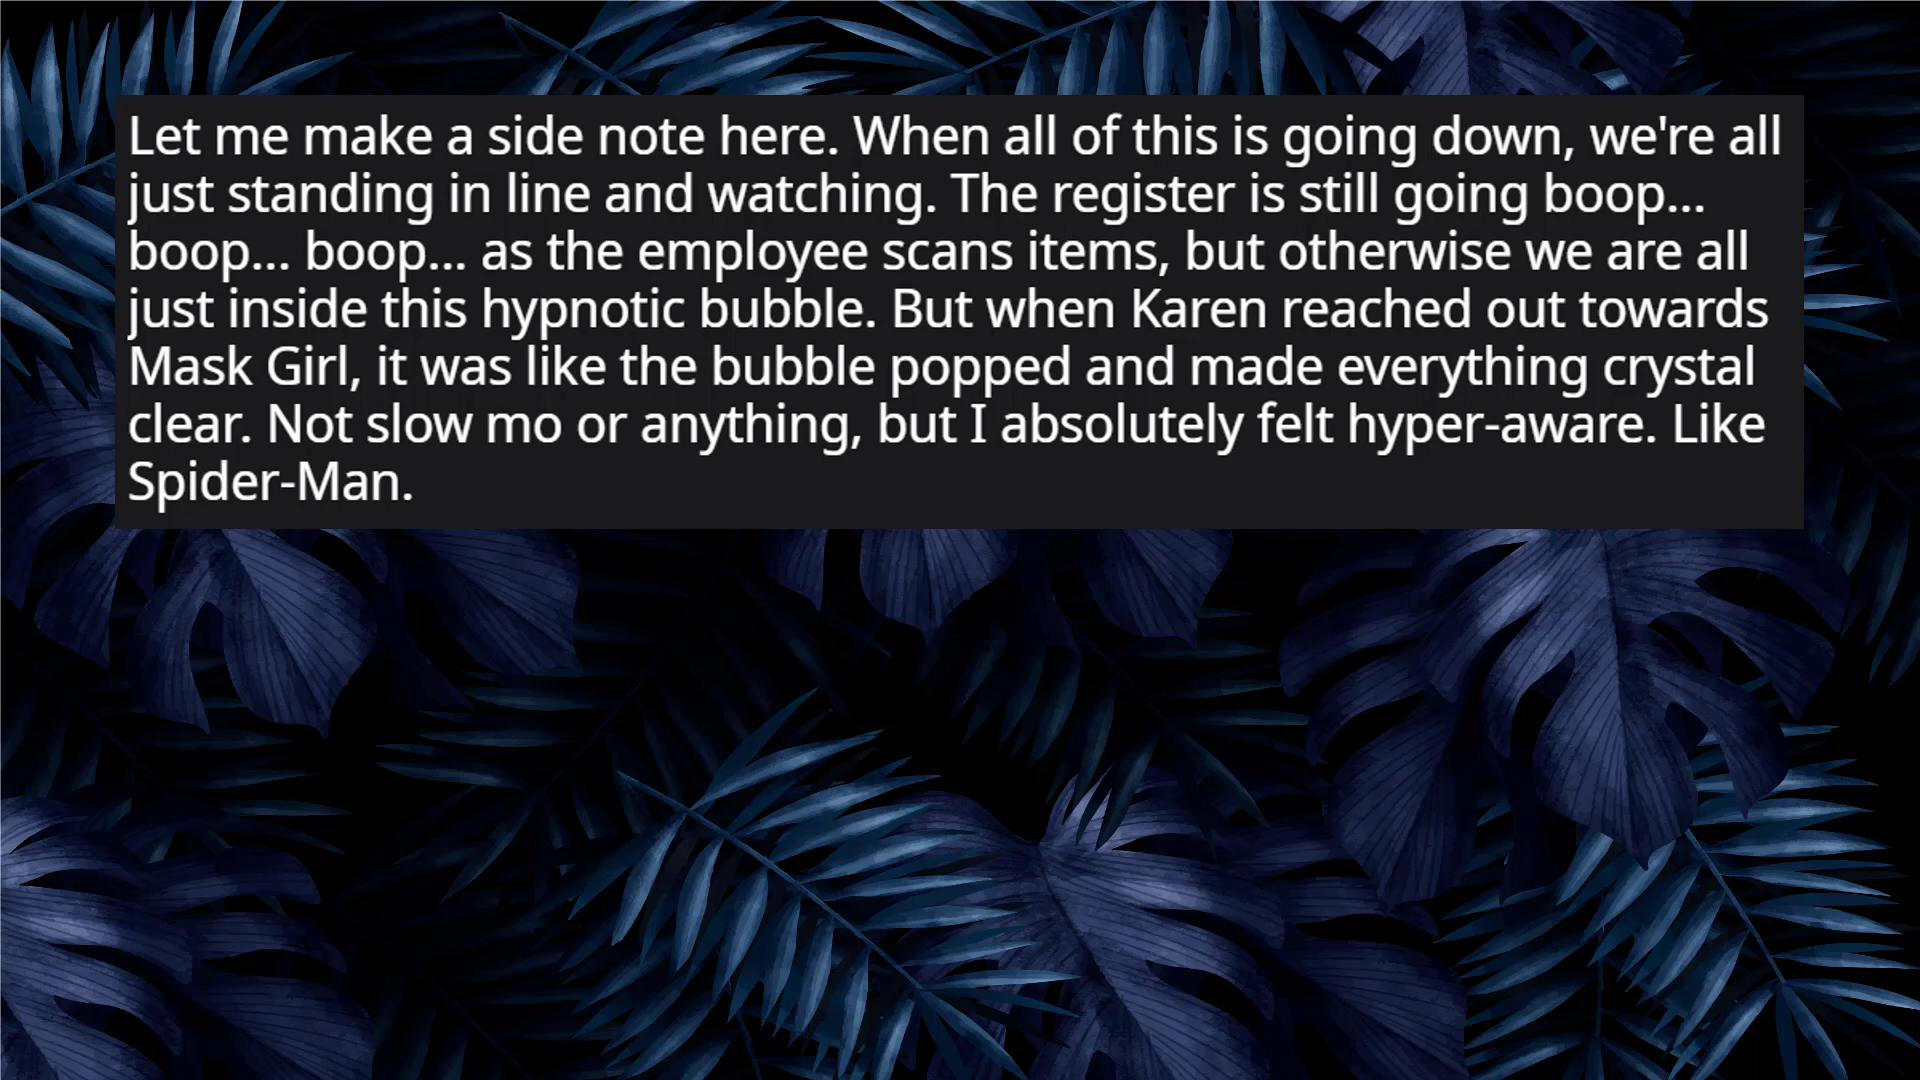 Let me make a side note here. When all of this is going down, we're all
just standing in line and watching. The register is still going boop...
boop... boop... as the employee scans items, but otherwise we are all
just inside this hypnotic bubble. But when Karen reached out towards
Mask Girl, it was like the bubble popped and made everything crystal
clear. Not slow mo or anything, but I absolutely felt hyper-aware. Like
Spider-Man.